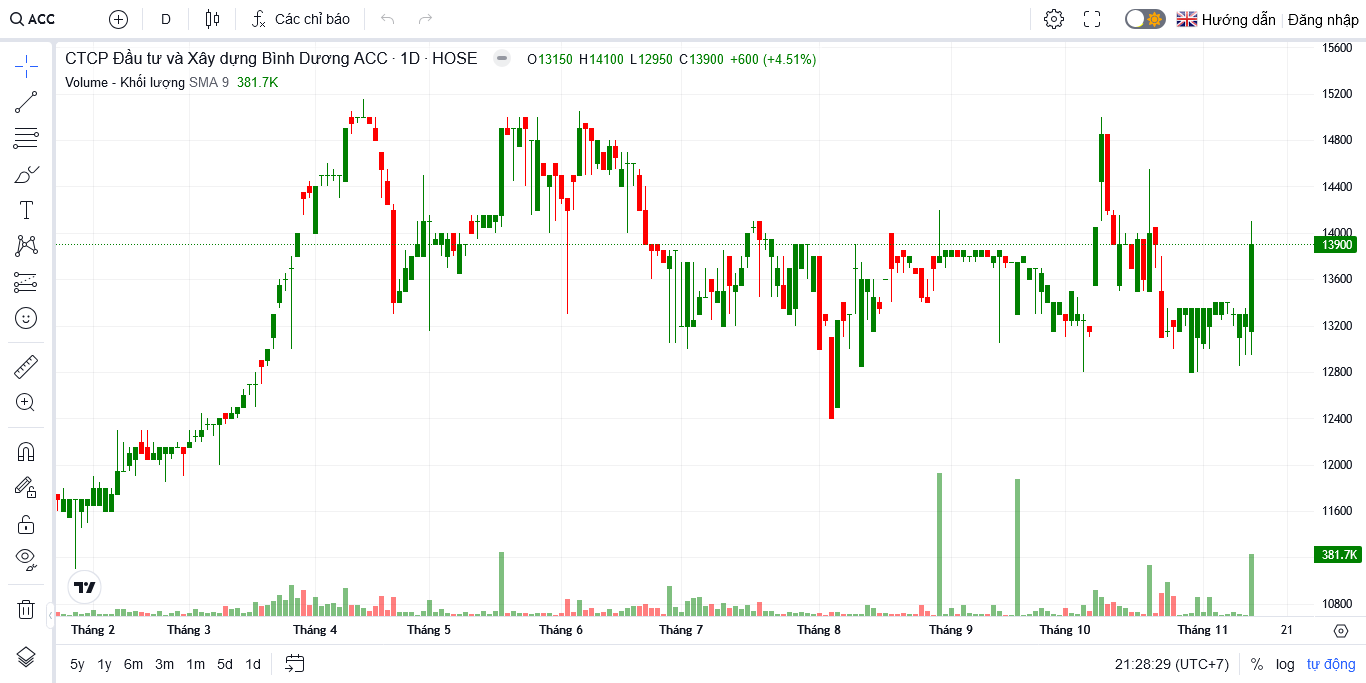 ACC D Các chỉ báo Hướng dẫn Đăng nhập
CTCP Đầu tư và Xây dựng Bình Dương ACC · 1D · HOSE O13150 H14100 L12950 C13900 +600 (+4.51%)
Volume - Khối lượng SMA 9 381.7K
15600
15200
14800
14400
14000
13900
13600
13200
12800
12400
12000
11600
381.7K
10800
Tháng 2 Tháng 3 Tháng 4 Tháng 5 Tháng 6 Tháng 7 Tháng 8 Tháng 9 Tháng 10 Tháng 11 21
5y 1y 6m 3m 1m 5d 1d 21:28:29 (UTC+7) % log tự động